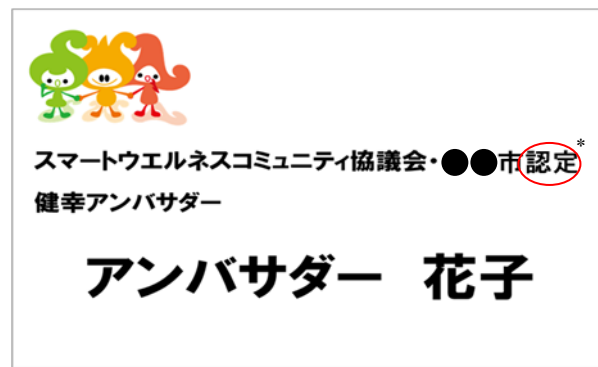 スマートウエルネスコミュニティ協議会・●●市認定*
健幸アンバサダー
アンバサダー　花子